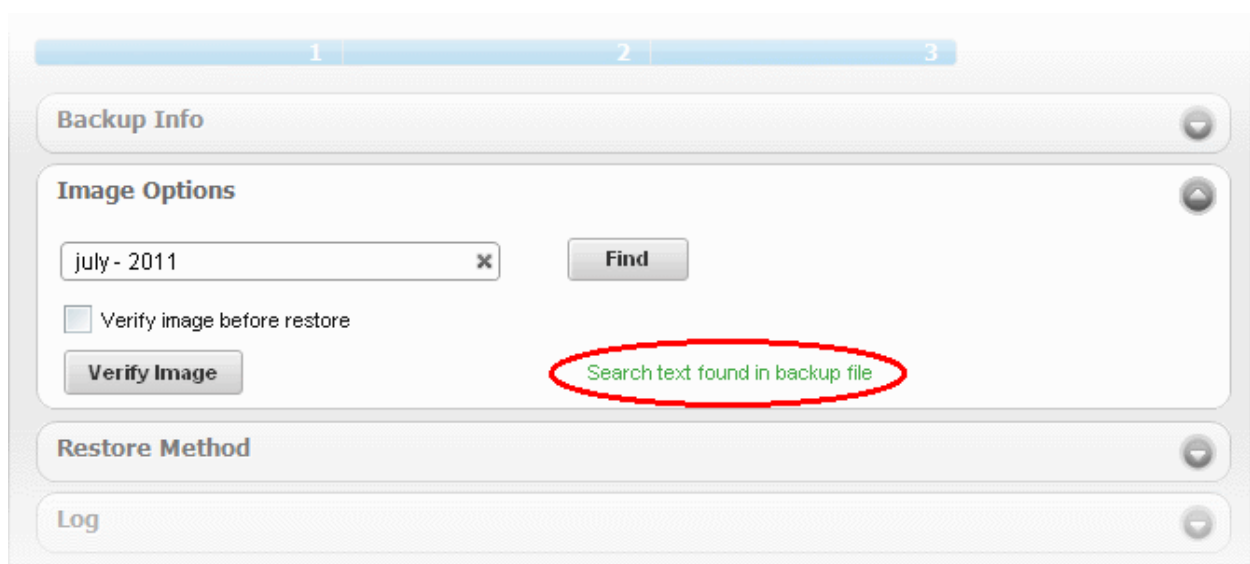 1 2 3
Backup Info
Image Options
july - 2011
Find
Verify image before restore
Verify Image
Search text found in backup file
Restore Method
Log